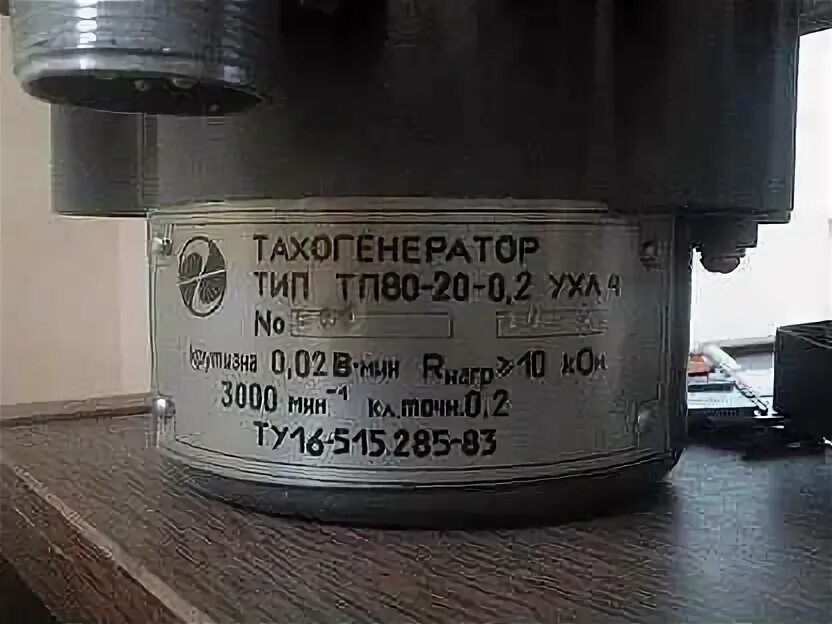 ТАХОГЕНЕРАТОР
ТИП ТП80-20-0,2 УХЛ4
No
Крутизна 0,02 В·мин Rнагр≥10 кОм
3000 мин⁻¹ кл.точн.0,2
ТУ16-515.285-83